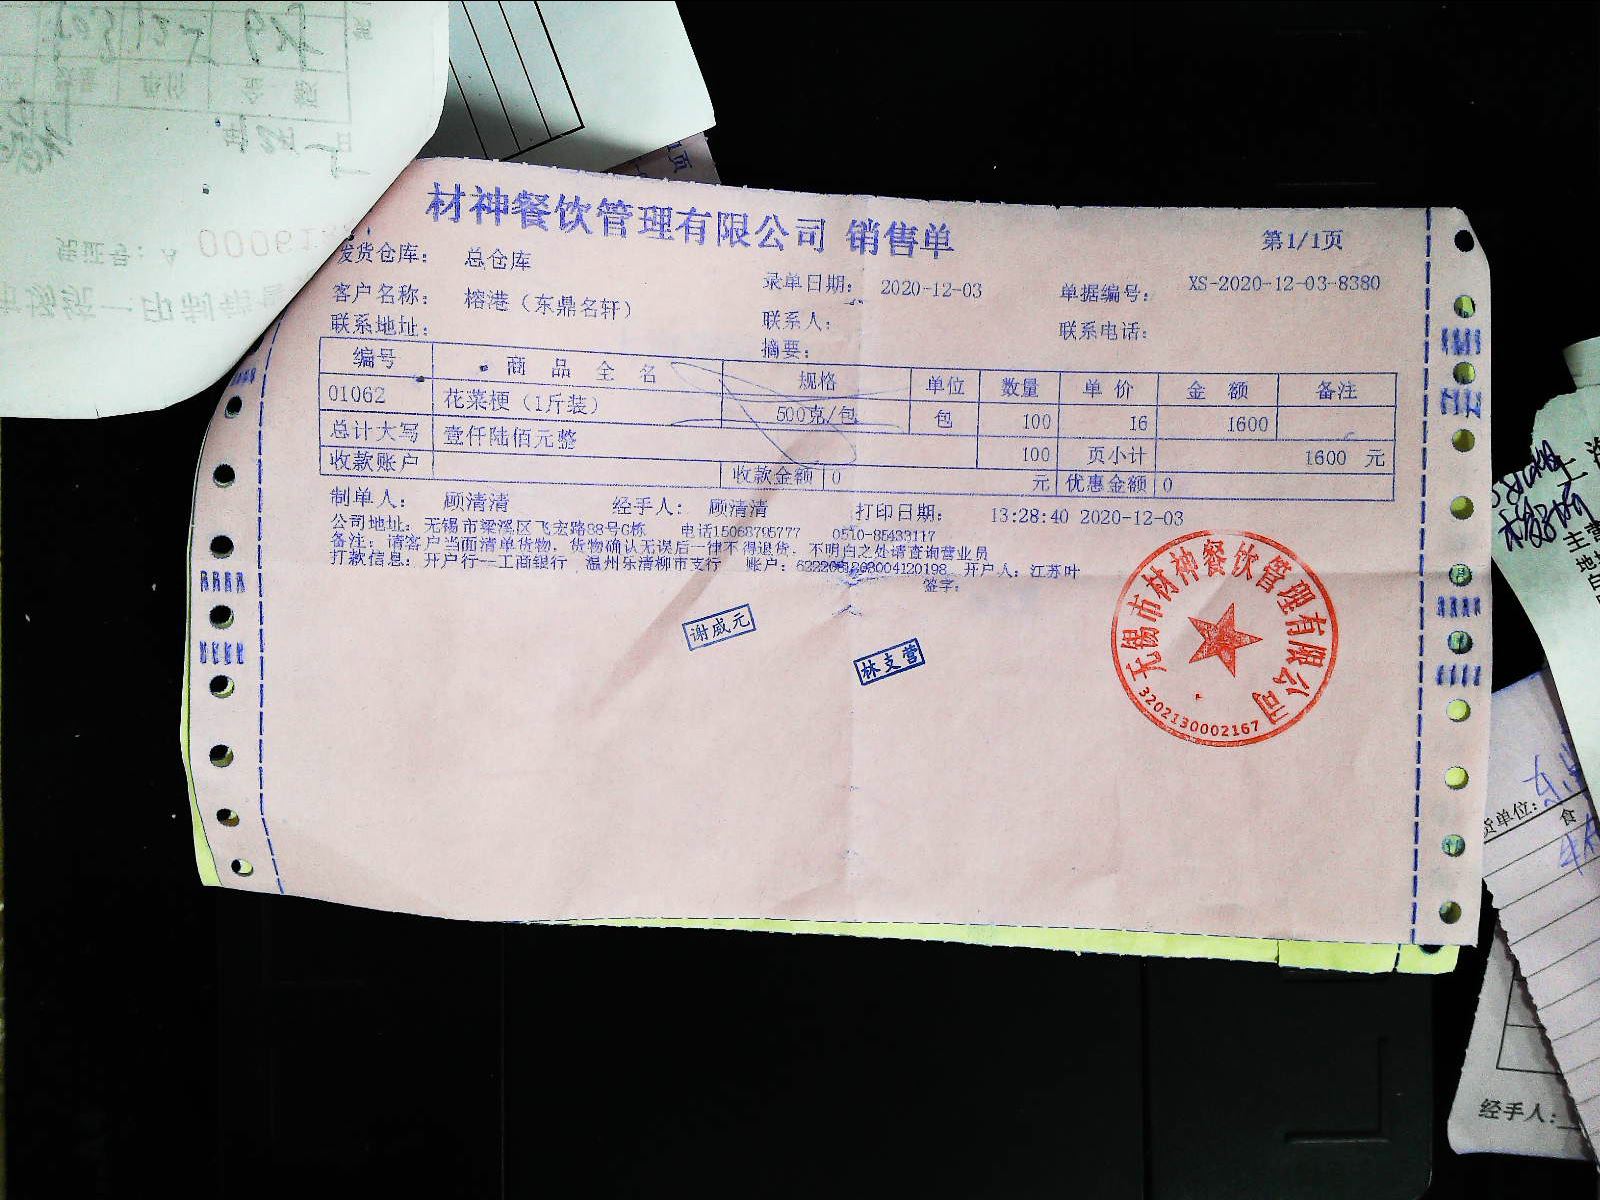 材神餐饮管理有限公司 销售单
第1/1页
发货仓库： 总仓库
录单日期： 2020-12-03 单据编号： XS-2020-12-03-8380
客户名称： 榕港（东鼎名轩）
联系人： 联系电话：
联系地址：
摘要：
编号 商品全名 规格 单位 数量 单价 金额 备注
01062 花菜梗（1斤装） 500克/包 包 100 16 1600
总计大写 壹仟陆佰元整 100 页小计 1600 元
收款账户 收款金额 0 元 优惠金额 0
制单人： 顾清清 经手人： 顾清清 打印日期： 13:28:40 2020-12-03
公司地址：无锡市梁溪区飞宏路88号G栋 电话15068795777 0510-85433117
备注：请客户当面清单货物，货物确认无误后一律不得退货，不明白之处请查询营业员
打款信息：开户行--工商银行 温州乐清柳市支行 账户： 开户人：江苏叶
签字：
谢威元
林支营
无锡市材神餐饮管理有限公司
3202130002167
凭证号：A
货单位：
食
经手人：